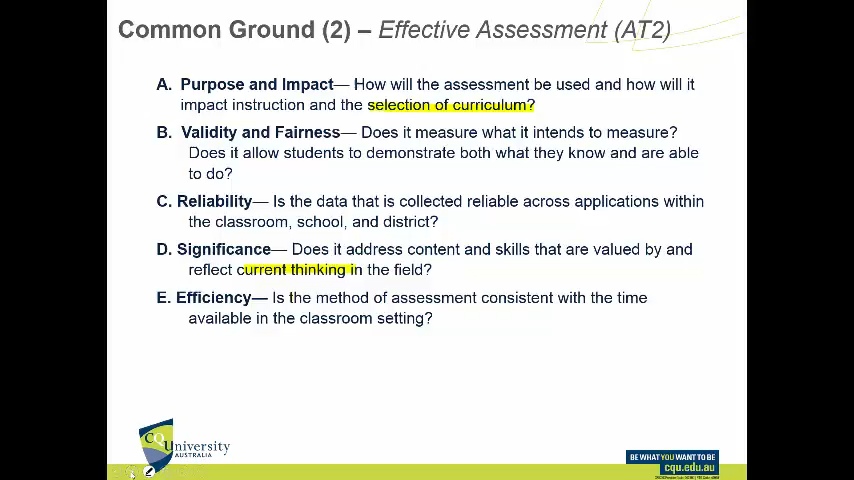 Common Ground (2) – Effective Assessment (AT2)
A. Purpose and Impact— How will the assessment be used and how will it
impact instruction and the selection of curriculum?
B. Validity and Fairness— Does it measure what it intends to measure?
Does it allow students to demonstrate both what they know and are able
to do?
C. Reliability— Is the data that is collected reliable across applications within
the classroom, school, and district?
D. Significance— Does it address content and skills that are valued by and
reflect current thinking in the field?
E. Efficiency— Is the method of assessment consistent with the time
available in the classroom setting?
CQUniversity
AUSTRALIA
BE WHAT YOU WANT TO BE
cqu.edu.au